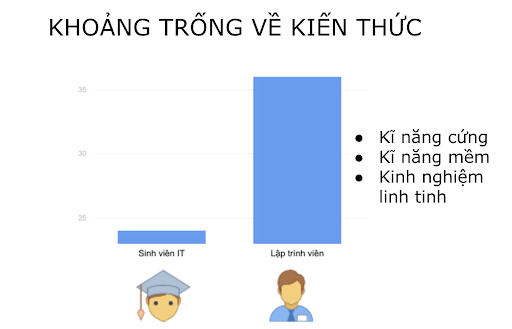 KHOẢNG TRỐNG VỀ KIẾN THỨC
35
30
25
Sinh viên IT
Lập trình viên
● Kĩ năng cứng
● Kĩ năng mềm
● Kinh nghiệm
linh tinh